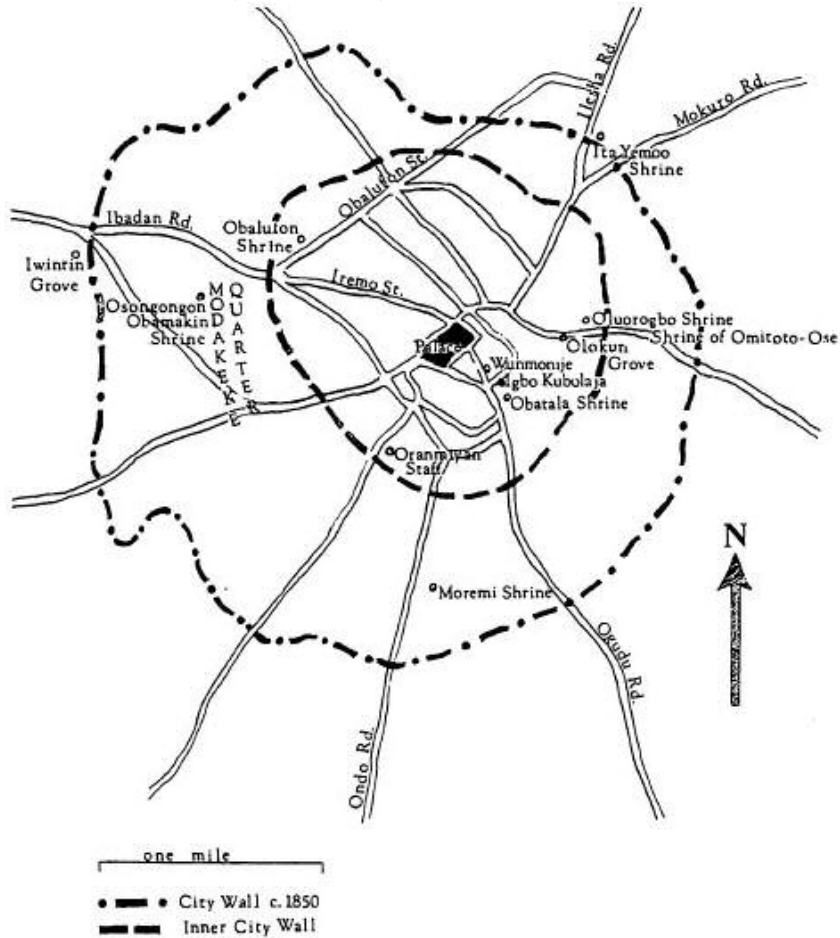 Ilesha Rd.
Mokuro Rd.
Ita Yemoo
Shrine
Obalufon St.
Ibadan Rd.
Obalufon
Shrine
Iwinrin
Grove
Iremo St.
MODAKEKE
QUARTER
Osongongon
Obamakin
Shrine
Palace
Oluorogbo Shrine
Shrine of Omitoto-Ose
Olokun
Grove
Wunmonije
Igbo Kubolaja
Obatala Shrine
Oranmiyan
Staff
N
Moremi Shrine
Ogudu Rd.
Ondo Rd.
one mile
City Wall c. 1850
Inner City Wall